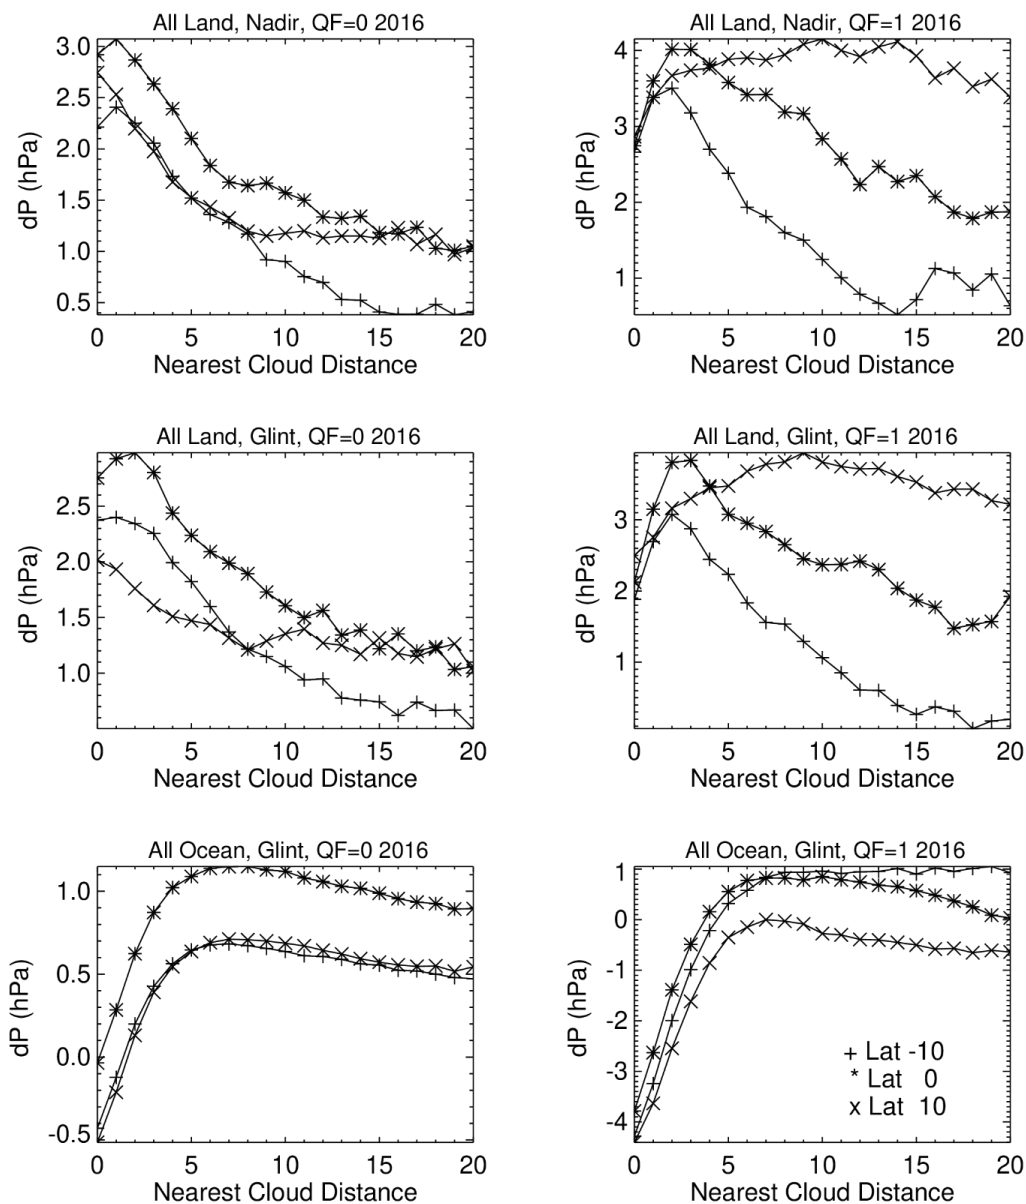 All Land, Nadir, QF=0 2016
3.0
2.5
2.0
1.5
1.0
0.5
dP (hPa)
0 5 10 15 20
Nearest Cloud Distance
All Land, Nadir, QF=1 2016
4
3
2
1
dP (hPa)
0 5 10 15 20
Nearest Cloud Distance
All Land, Glint, QF=0 2016
2.5
2.0
1.5
1.0
dP (hPa)
0 5 10 15 20
Nearest Cloud Distance
All Land, Glint, QF=1 2016
3
2
1
dP (hPa)
0 5 10 15 20
Nearest Cloud Distance
All Ocean, Glint, QF=0 2016
1.0
0.5
0.0
-0.5
dP (hPa)
0 5 10 15 20
Nearest Cloud Distance
All Ocean, Glint, QF=1 2016
1
0
-1
-2
-3
-4
dP (hPa)
+ Lat -10
* Lat 0
x Lat 10
0 5 10 15 20
Nearest Cloud Distance